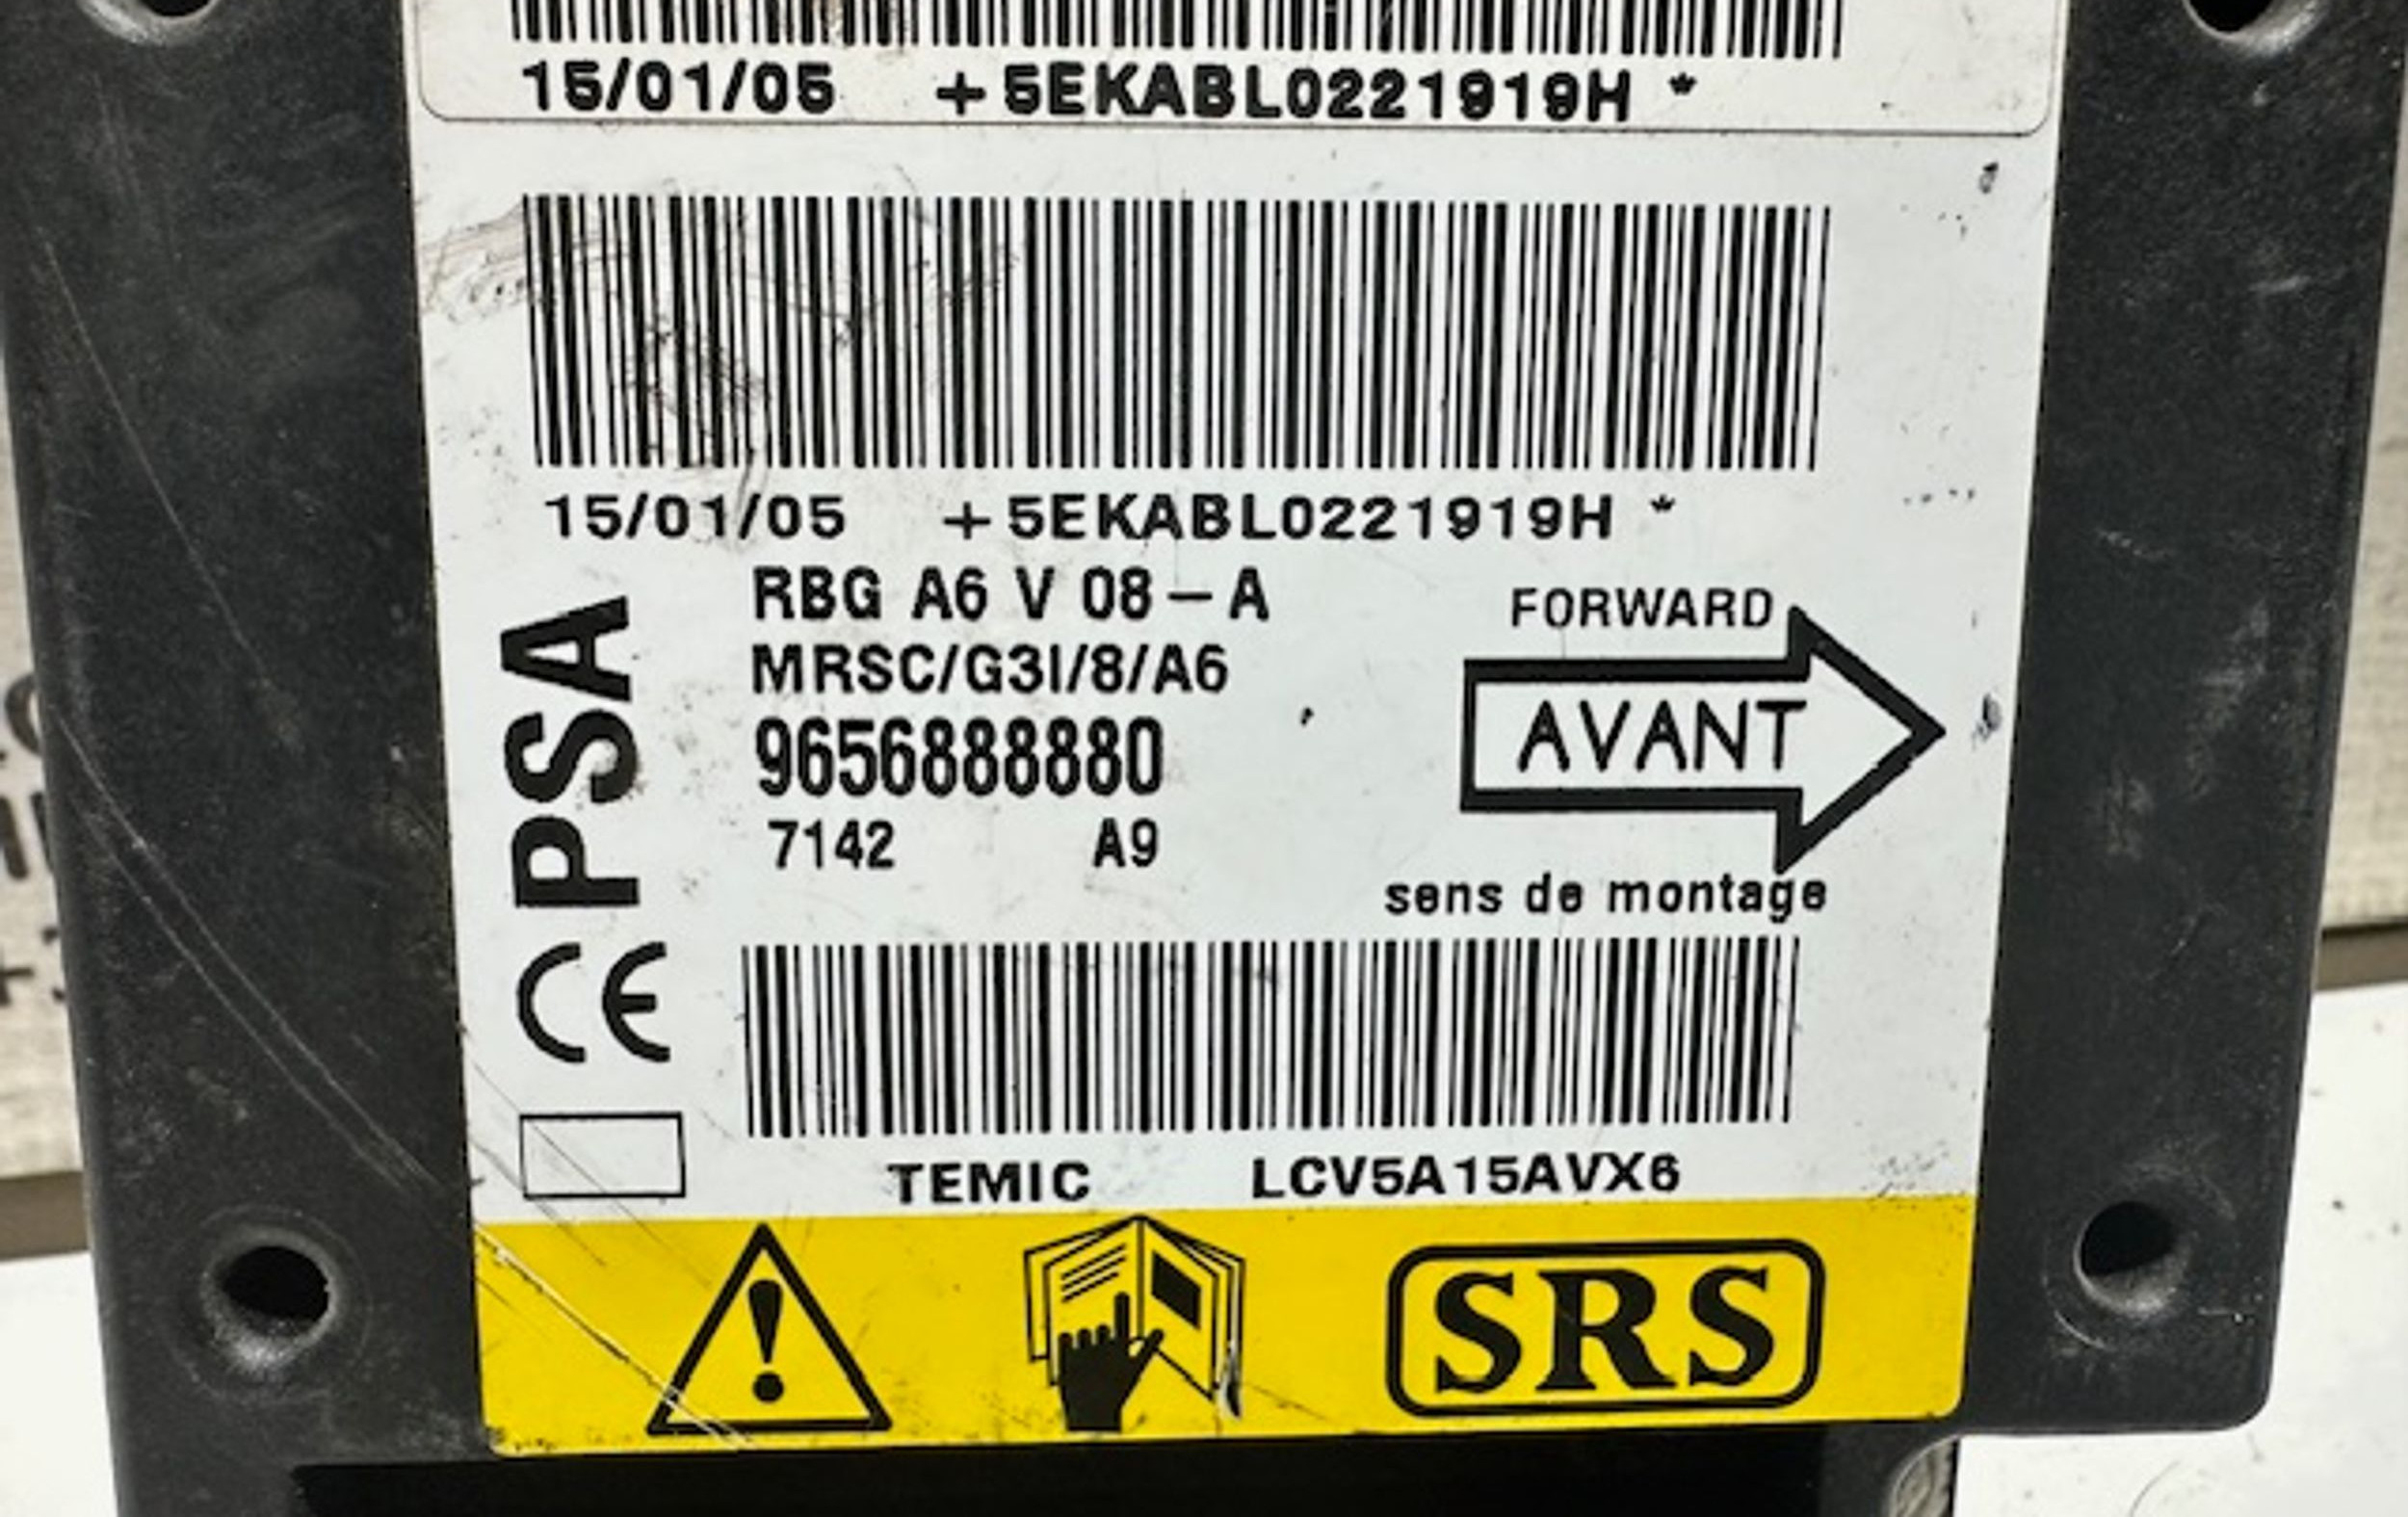 15/01/05 +5EKABL0221919H *
15/01/05 +5EKABL0221919H *
RBG A6 V 08-A
MRSC/G3I/8/A6
9656888880
7142 A9
PSA
CE
FORWARD
AVANT
sens de montage
TEMIC LCV5A15AVX6
SRS